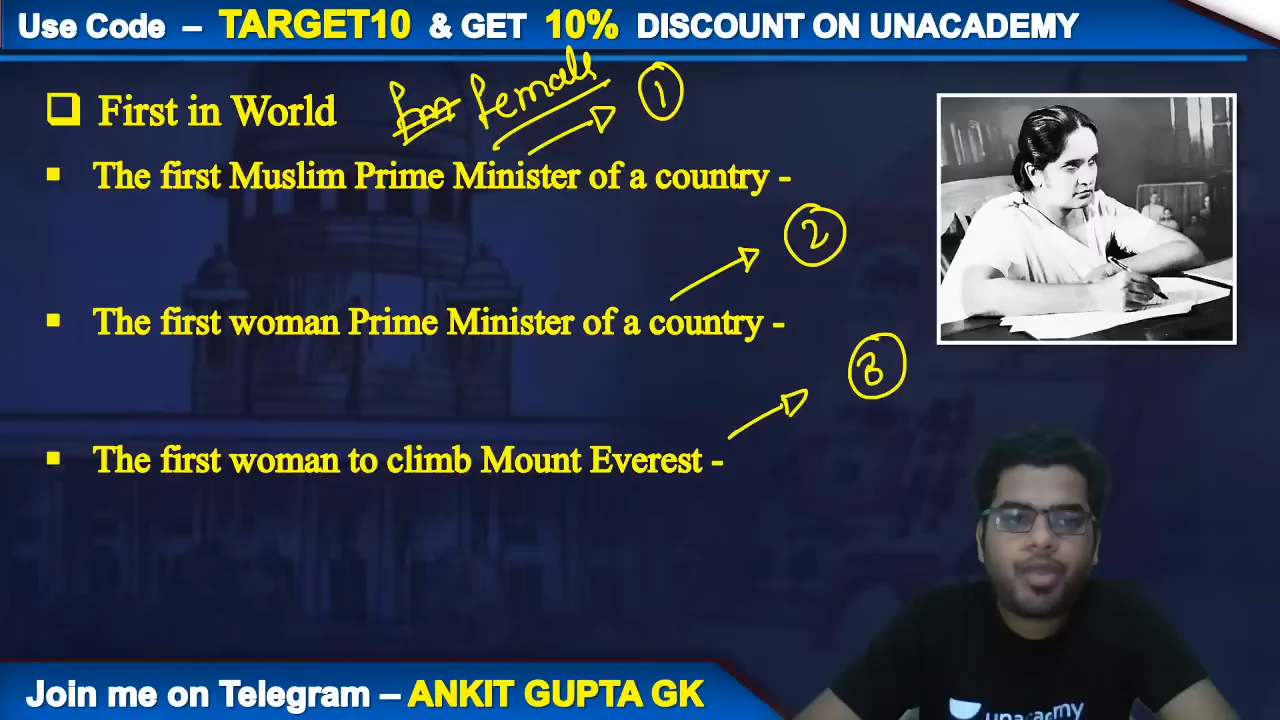 Use Code – TARGET10 & GET 10% DISCOUNT ON UNACADEMY
female 1
❑ First in World
▪ The first Muslim Prime Minister of a country -
2
▪ The first woman Prime Minister of a country -
3
▪ The first woman to climb Mount Everest -
unacademy
Join me on Telegram – ANKIT GUPTA GK